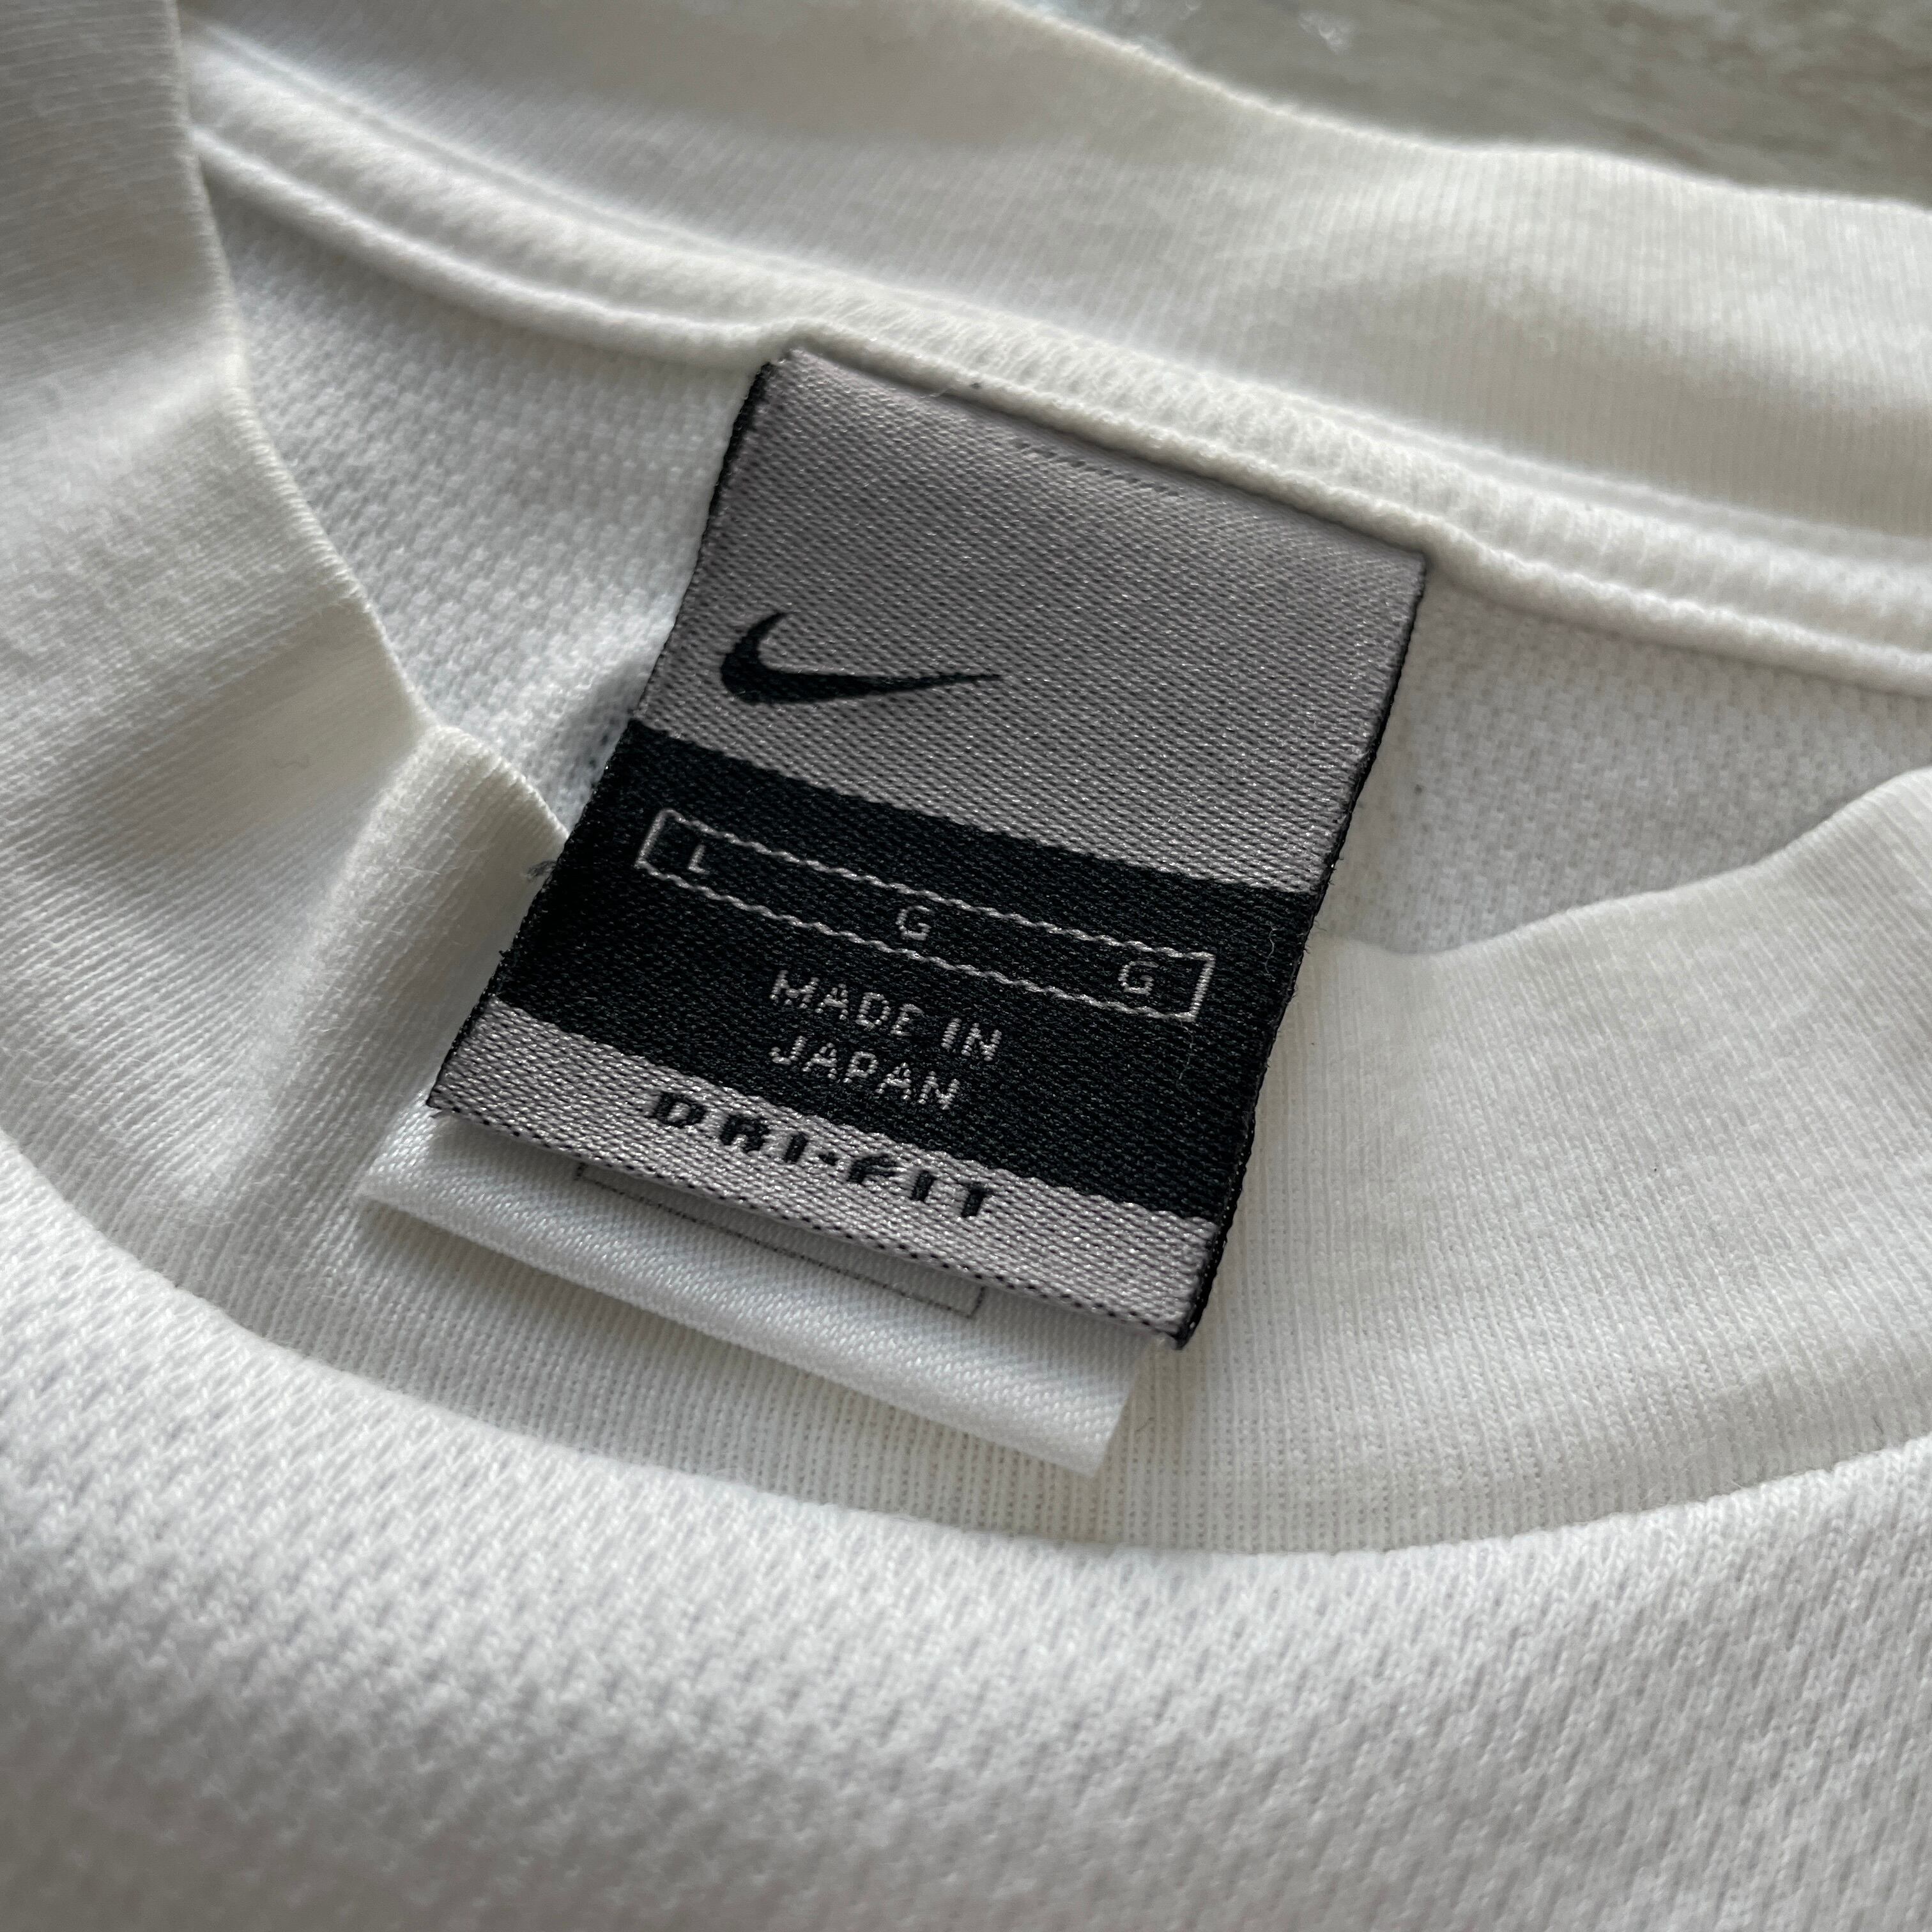 L G G
MADE IN
JAPAN
DRI-FIT